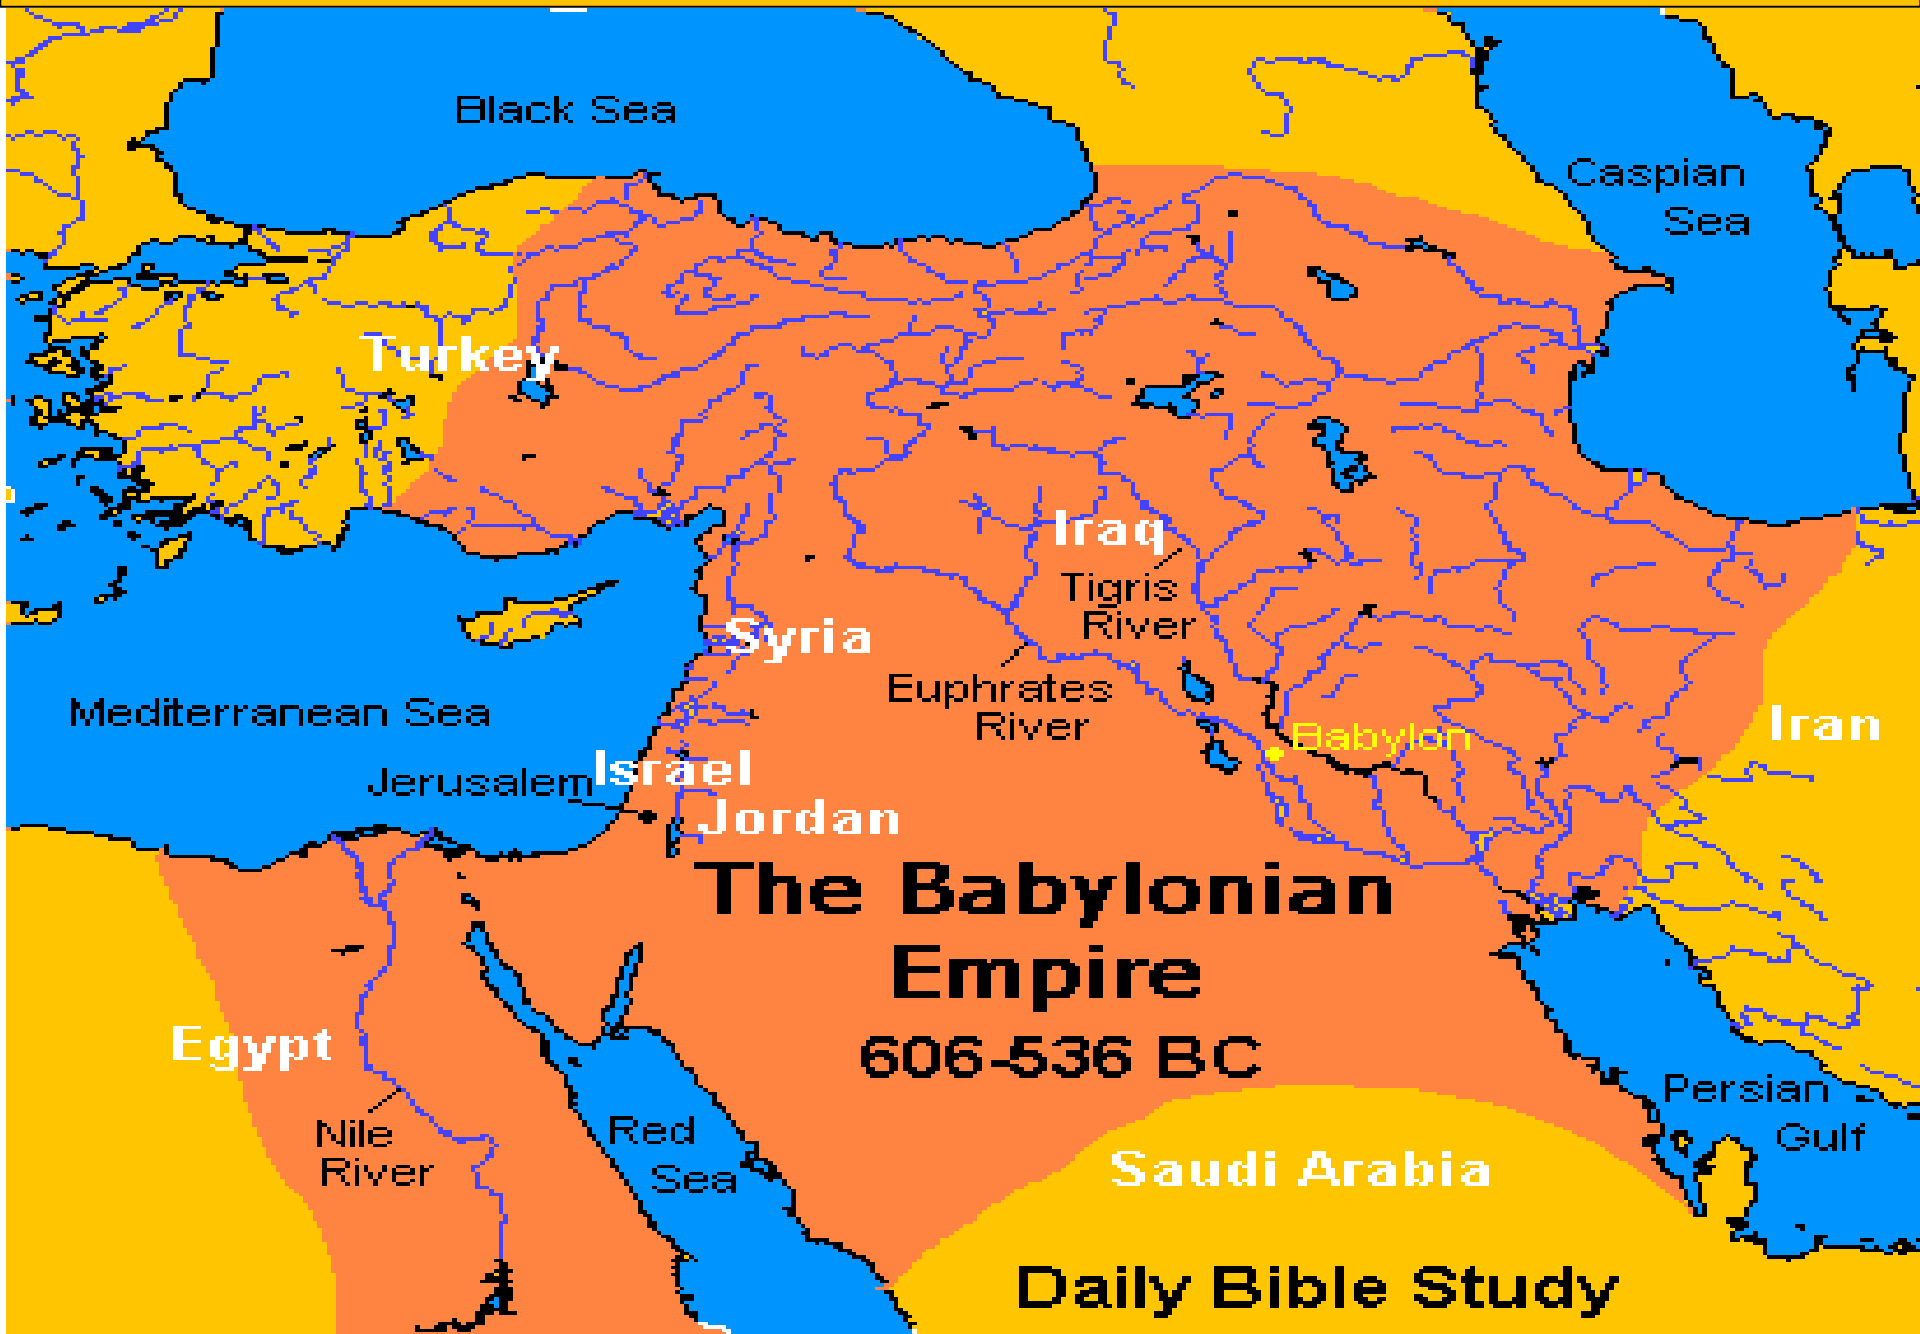 Black Sea
Caspian
Sea
Turkey
Iraq
Tigris
River
Syria
Euphrates
River
Mediterranean Sea
Iran
Babylon
Israel
Jerusalem
Jordan
The Babylonian
Empire
606-536 BC
Egypt
Nile
River
Red
Sea
Persian
Gulf
Saudi Arabia
Daily Bible Study